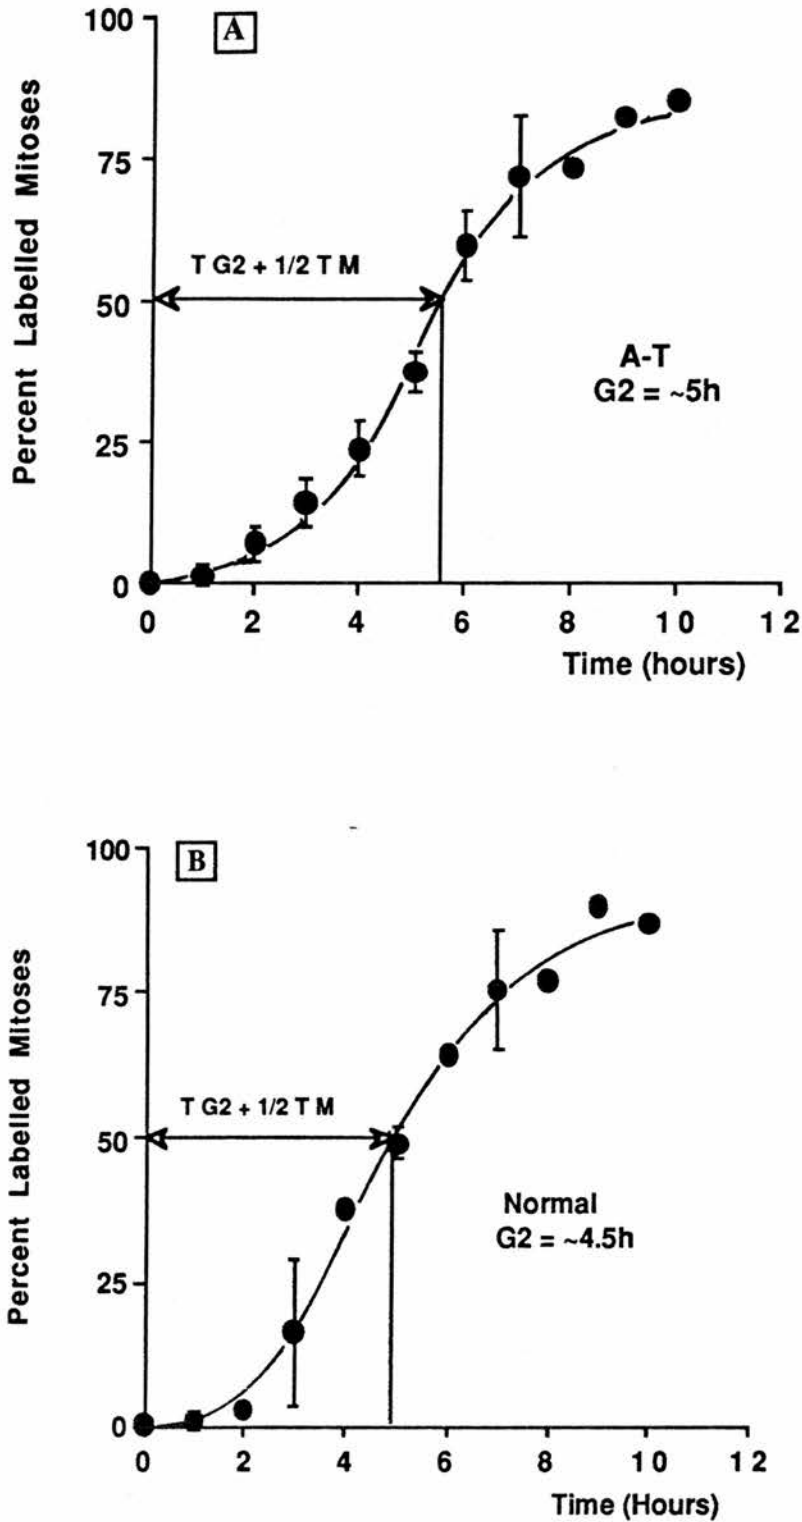 A
100
75
50
25
0
Percent Labelled Mitoses
T G2 + 1/2 T M
A-T
G2 = ~5h
0 2 4 6 8 10 12
Time (hours)
B
100
75
50
25
0
Percent Labelled Mitoses
T G2 + 1/2 T M
Normal
G2 = ~4.5h
0 2 4 6 8 10 12
Time (Hours)